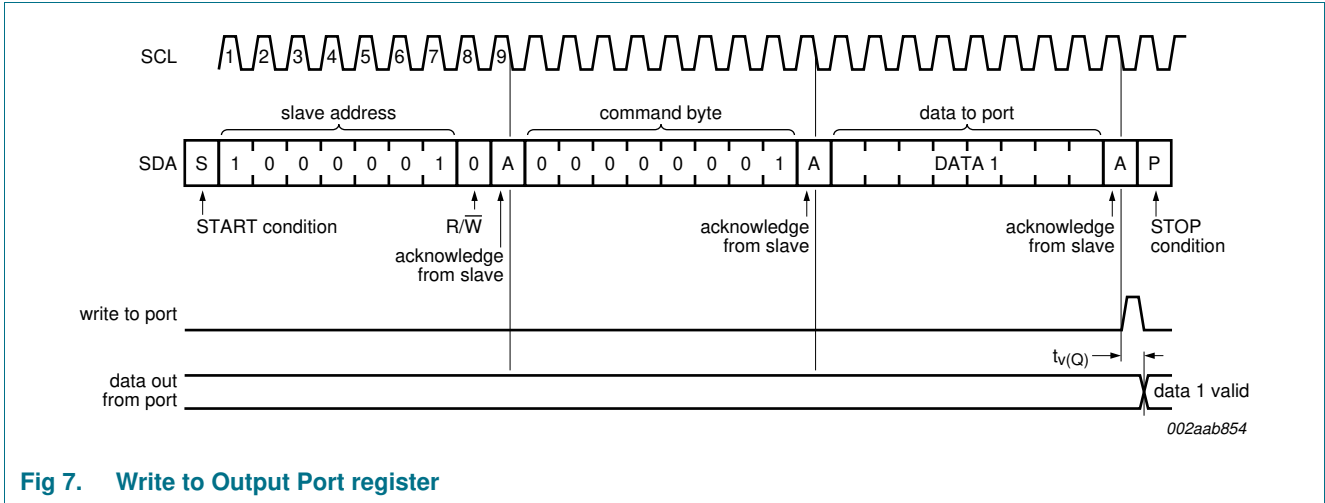 SCL 1 2 3 4 5 6 7 8 9
slave address command byte data to port
SDA S 1 0 0 0 0 0 1 0 A 0 0 0 0 0 0 0 1 A DATA 1 A P
START condition R/W̅ acknowledge from slave acknowledge from slave acknowledge from slave STOP condition
write to port
tv(Q)
data out from port data 1 valid
002aab854
Fig 7. Write to Output Port register